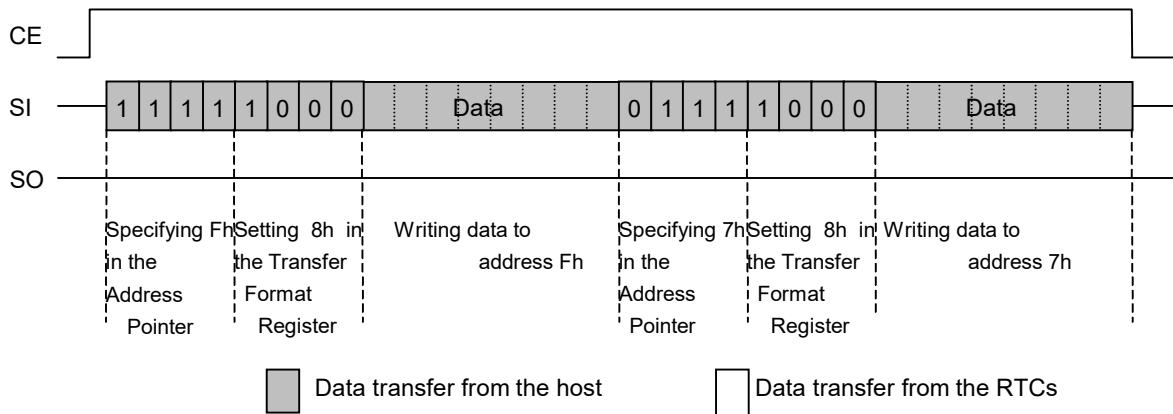 CE
SI 1 1 1 1 1 0 0 0 Data 0 1 1 1 1 0 0 0 Data
SO
Specifying Fh Setting 8h in Writing data to Specifying 7h Setting 8h in Writing data to
in the the Transfer address Fh in the the Transfer address 7h
Address Format Address Format
Pointer Register Pointer Register
Data transfer from the host Data transfer from the RTCs